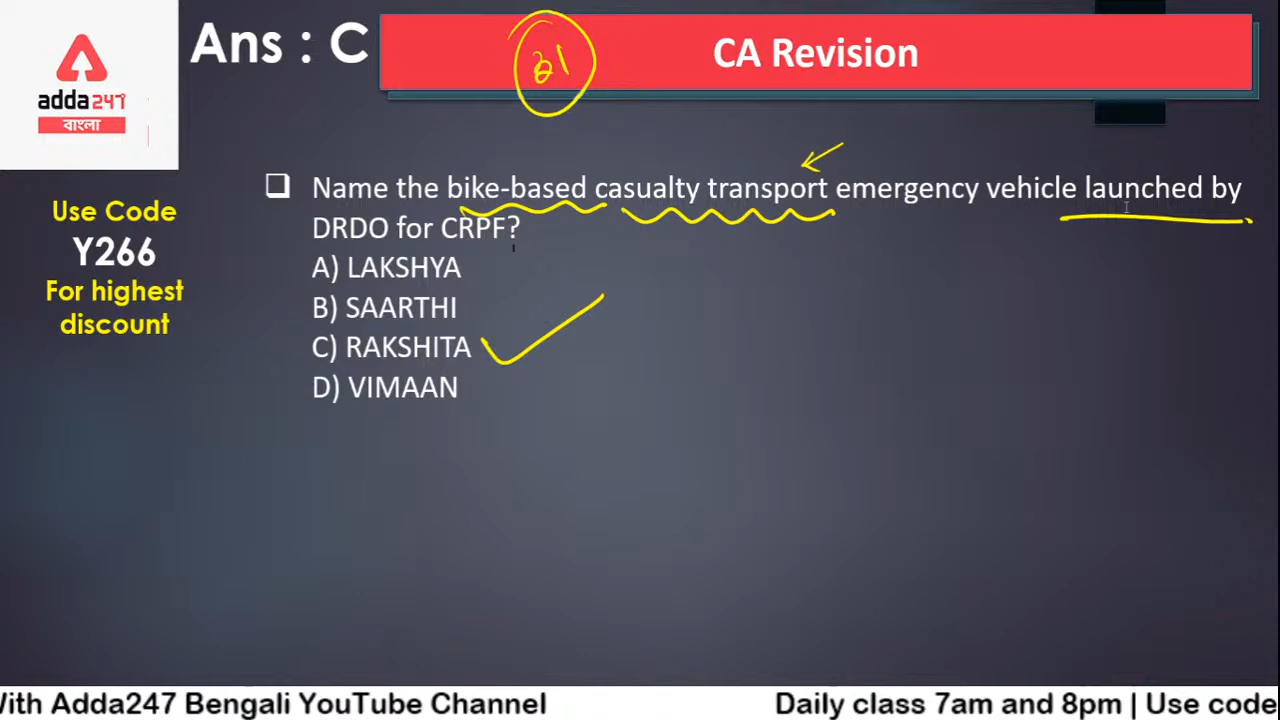 Ans : C
CA Revision
adda247
বাংলা
Use Code
Y266
For highest
discount
Name the bike-based casualty transport emergency vehicle launched by
DRDO for CRPF?
A) LAKSHYA
B) SAARTHI
C) RAKSHITA
D) VIMAAN
With Adda247 Bengali YouTube Channel
Daily class 7am and 8pm | Use code